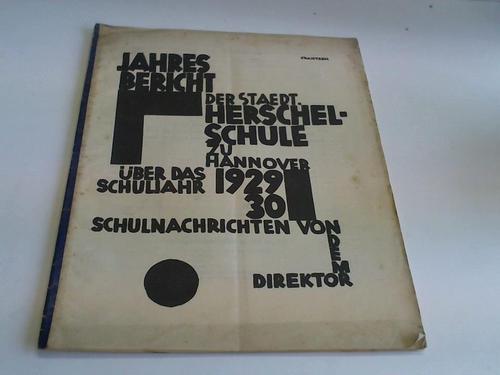 JAHRES
BERICHT
DER STAEDT.
HERSCHEL-
SCHULE
ZU
HANNOVER
ÜBER DAS
SCHULJAHR 1929
30
SCHULNACHRICHTEN VON
DEM
DIREKTOR